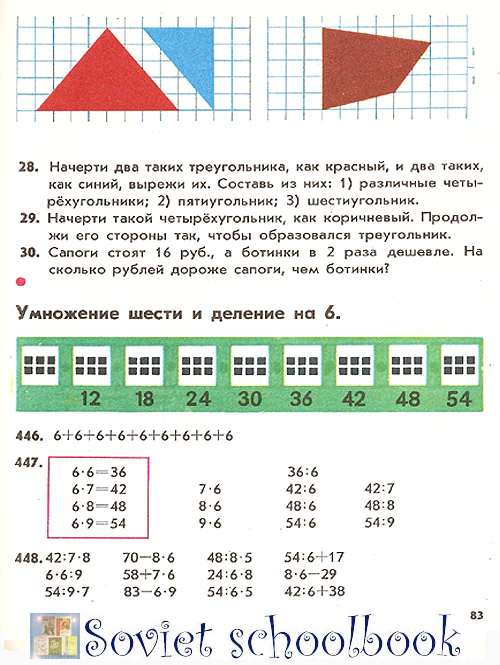 28. Начерти два таких треугольника, как красный, и два таких,
как синий, вырежи их. Составь из них: 1) различные четы-
рёхугольники; 2) пятиугольник; 3) шестиугольник.
29. Начерти такой четырёхугольник, как коричневый. Продол-
жи его стороны так, чтобы образовался треугольник.
30. Сапоги стоят 16 руб., а ботинки в 2 раза дешевле. На
сколько рублей дороже сапоги, чем ботинки?
Умножение шести и деление на 6.
12 18 24 30 36 42 48 54
446. 6+6+6+6+6+6+6+6+6+6
447.
6·6=36 36:6
6·7=42 7·6 42:6 42:7
6·8=48 8·6 48:6 48:8
6·9=54 9·6 54:6 54:9
448. 42:7·8 70—8·6 48:8·5 54:6+17
6·6:9 58+7·6 24:6·8 8·6—29
54:9·7 83—6·9 54:6·5 42:6+38
83
Soviet schoolbook